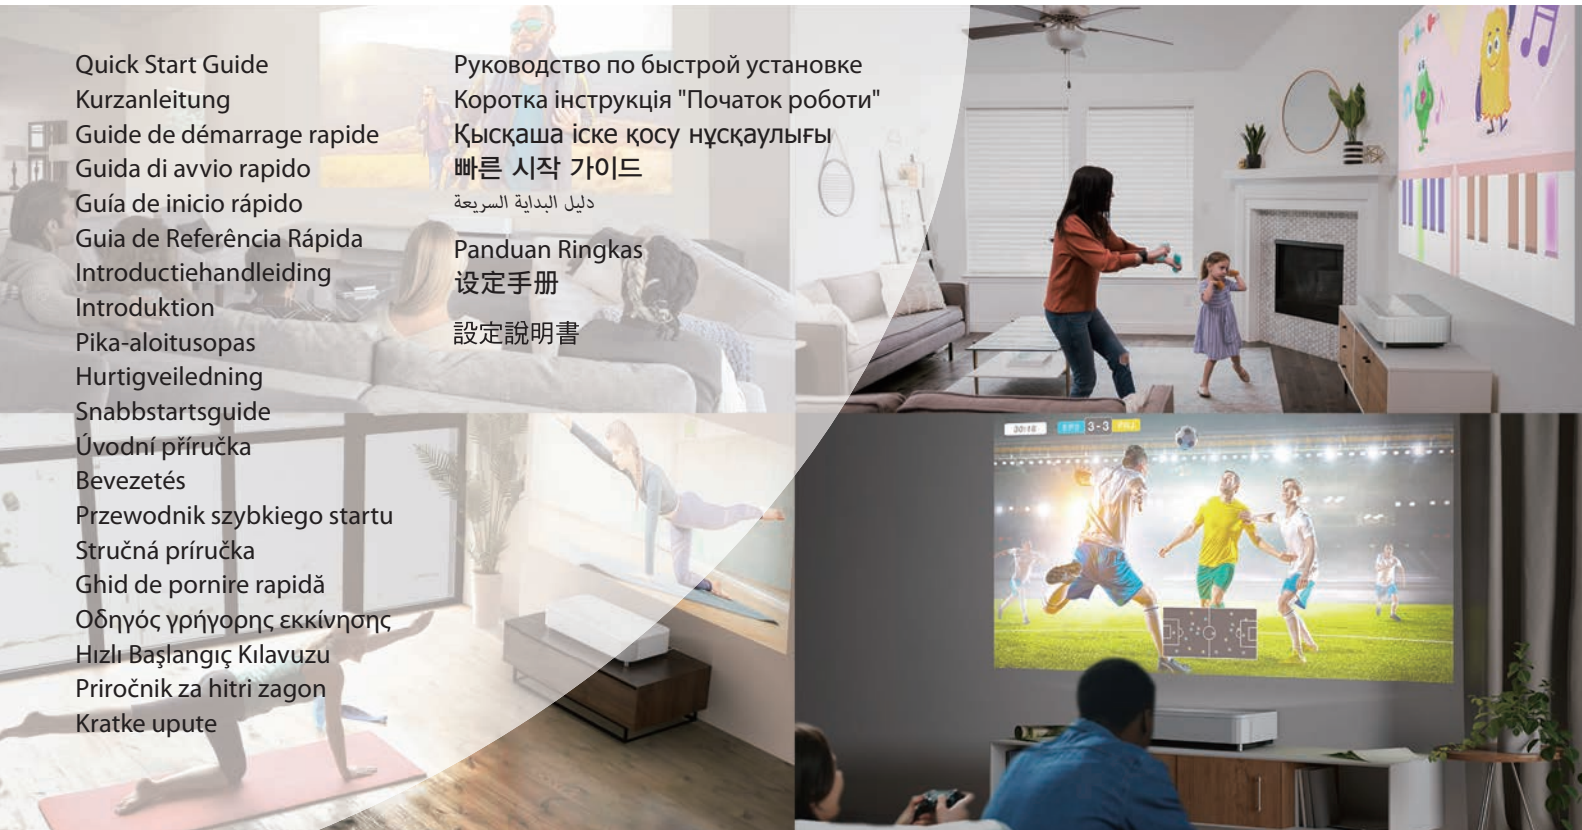 Quick Start Guide
Kurzanleitung
Guide de démarrage rapide
Guida di avvio rapido
Guía de inicio rápido
Guia de Referência Rápida
Introductiehandleiding
Introduktion
Pika-aloitusopas
Hurtigveiledning
Snabbstartsguide
Úvodní příručka
Bevezetés
Przewodnik szybkiego startu
Stručná príručka
Ghid de pornire rapidă
Οδηγός γρήγορης εκκίνησης
Hızlı Başlangıç Kılavuzu
Priročnik za hitri zagon
Kratke upute
Руководство по быстрой установке
Коротка інструкція "Початок роботи"
Қысқаша іске қосу нұсқаулығы
빠른 시작 가이드
دليل البداية السريعة
Panduan Ringkas
设定手册
設定說明書
3-3